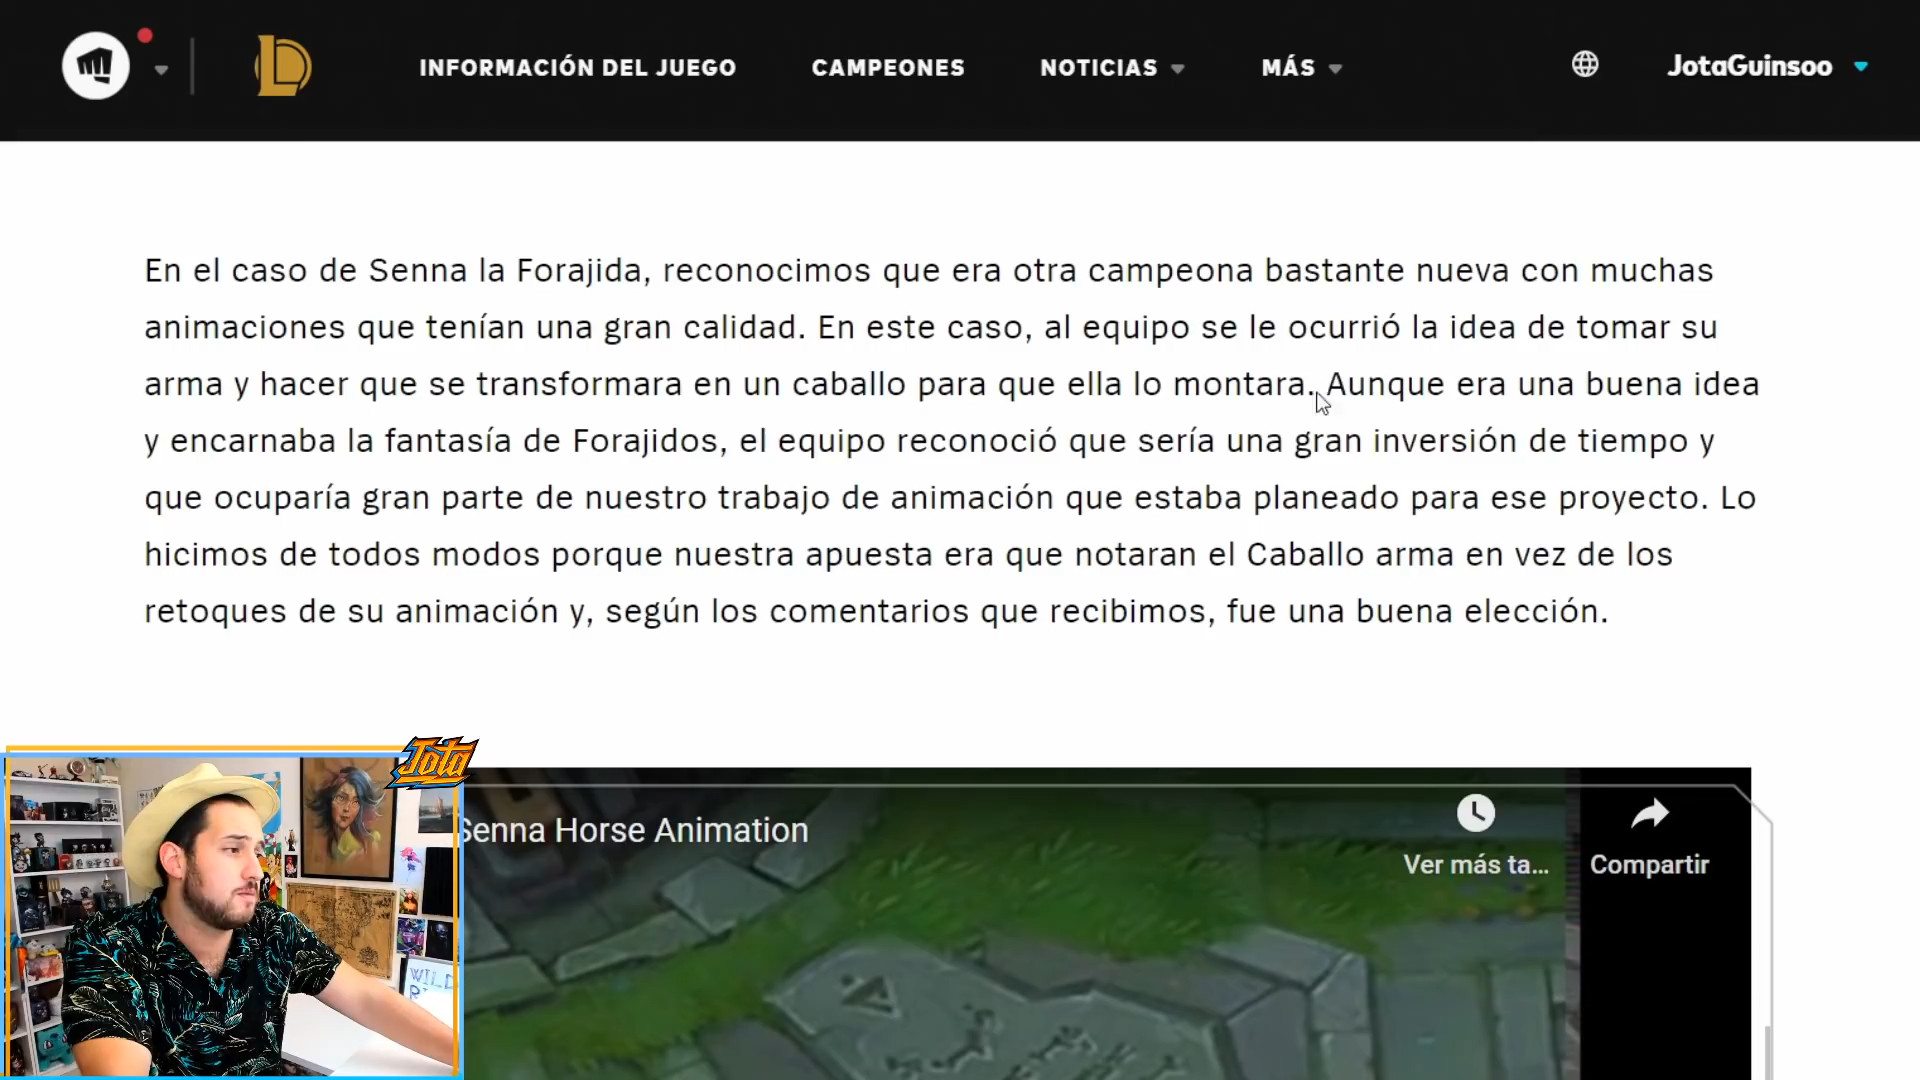 INFORMACIÓN DEL JUEGO
CAMPEONES
NOTICIAS
MÁS
JotaGuinsoo
En el caso de Senna la Forajida, reconocimos que era otra campeona bastante nueva con muchas
animaciones que tenían una gran calidad. En este caso, al equipo se le ocurrió la idea de tomar su
arma y hacer que se transformara en un caballo para que ella lo montara. Aunque era una buena idea
y encarnaba la fantasía de Forajidos, el equipo reconoció que sería una gran inversión de tiempo y
que ocuparía gran parte de nuestro trabajo de animación que estaba planeado para ese proyecto. Lo
hicimos de todos modos porque nuestra apuesta era que notaran el Caballo arma en vez de los
retoques de su animación y, según los comentarios que recibimos, fue una buena elección.
Jota
Senna Horse Animation
Ver más ta...
Compartir
WILD